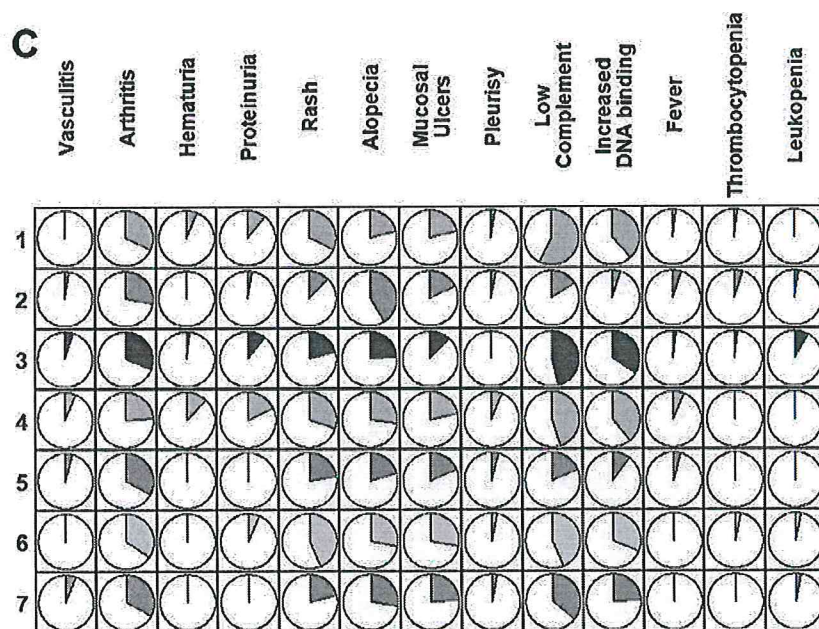 C
Vasculitis
Arthritis
Hematuria
Proteinuria
Rash
Alopecia
Mucosal
Ulcers
Pleurisy
Low
Complement
Increased
DNA binding
Fever
Thrombocytopenia
Leukopenia
1
2
3
4
5
6
7